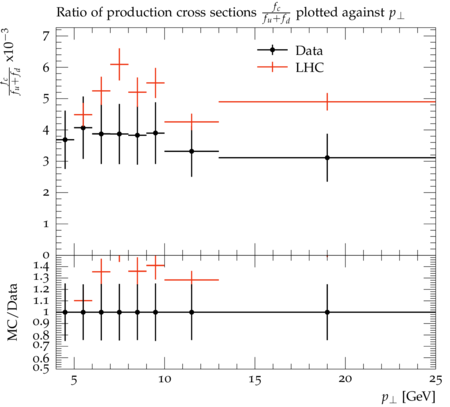 Ratio of production cross sections f_c/(f_u+f_d) plotted against p⊥
f_c/(f_u+f_d) x10⁻³
Data
LHC
7
6
5
4
3
2
1
0
MC/Data
1.4
1.3
1.2
1.1
1
0.9
0.8
0.7
0.6
0.5
5 10 15 20 25
p⊥ [GeV]